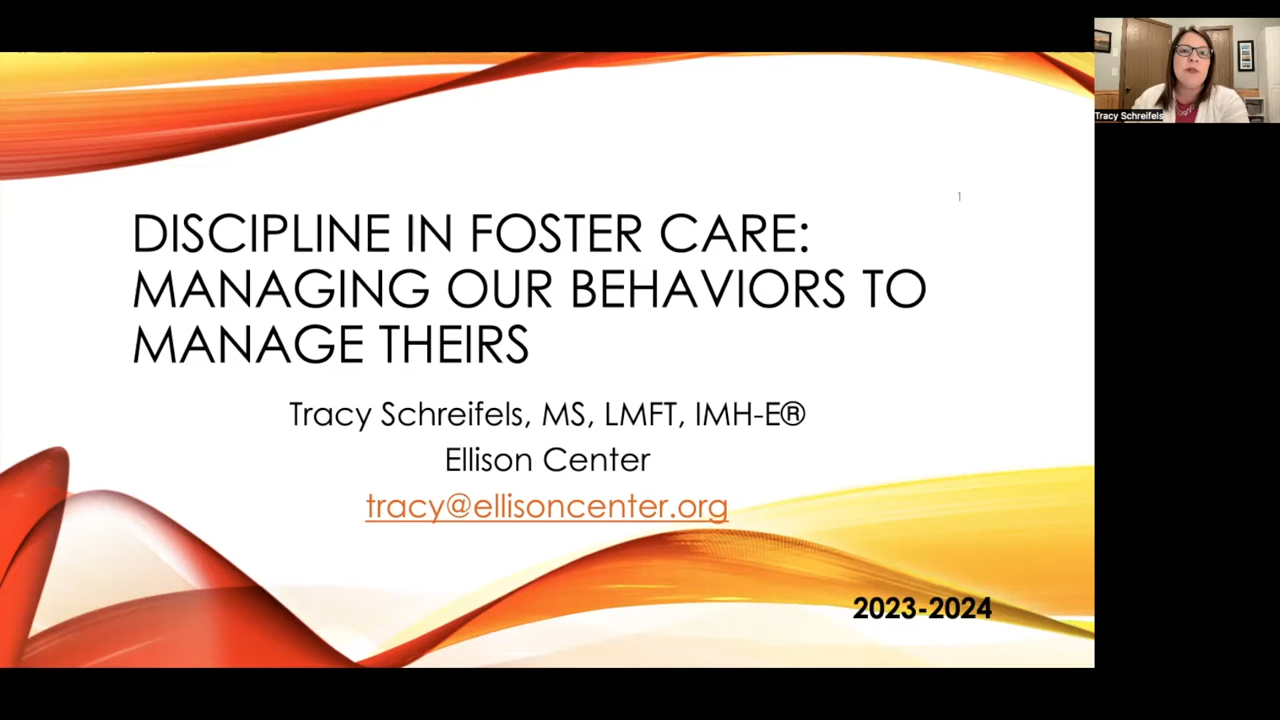 Tracy Schreifels
1
DISCIPLINE IN FOSTER CARE:
MANAGING OUR BEHAVIORS TO
MANAGE THEIRS
Tracy Schreifels, MS, LMFT, IMH-E®
Ellison Center
tracy@ellisoncenter.org
2023-2024